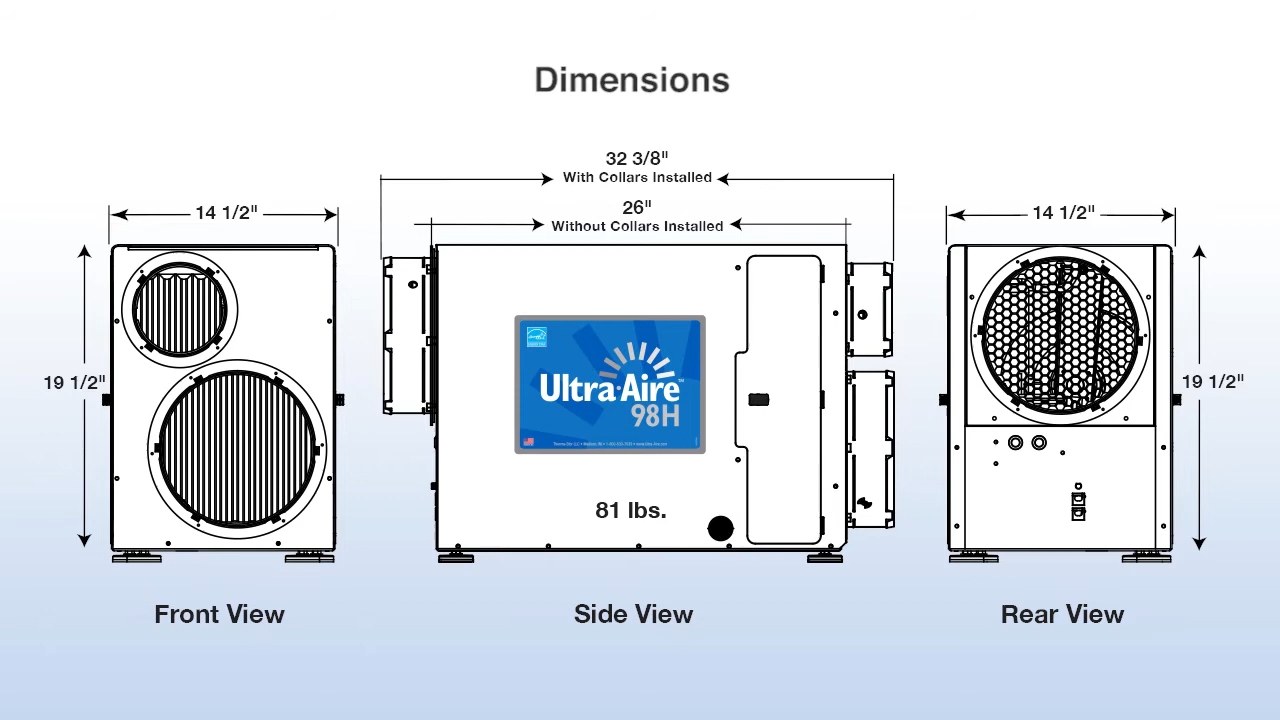 Dimensions
32 3/8"
With Collars Installed
26"
Without Collars Installed
14 1/2"
14 1/2"
19 1/2"
19 1/2"
Ultra-Aire™
98H
81 lbs.
Front View
Side View
Rear View